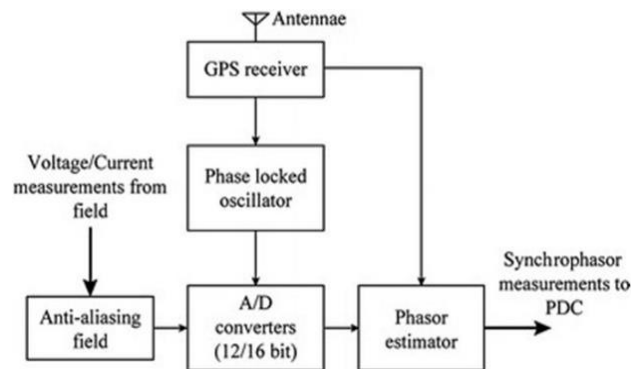 Antennae
GPS receiver
Voltage/Current
measurements from
field
Phase locked
oscillator
Synchrophasor
measurements to
PDC
Anti-aliasing
field
A/D
converters
(12/16 bit)
Phasor
estimator